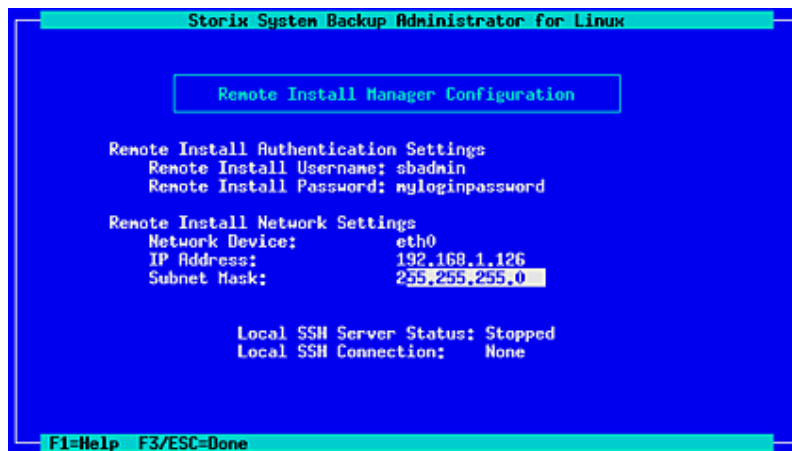 Storix System Backup Administrator for Linux
Remote Install Manager Configuration
Remote Install Authentication Settings
Remote Install Username: sbadmin
Remote Install Password: myloginpassword
Remote Install Network Settings
Network Device: eth0
IP Address: 192.168.1.126
Subnet Mask: 255.255.255.0
Local SSH Server Status: Stopped
Local SSH Connection: None
F1=Help F3/ESC=Done